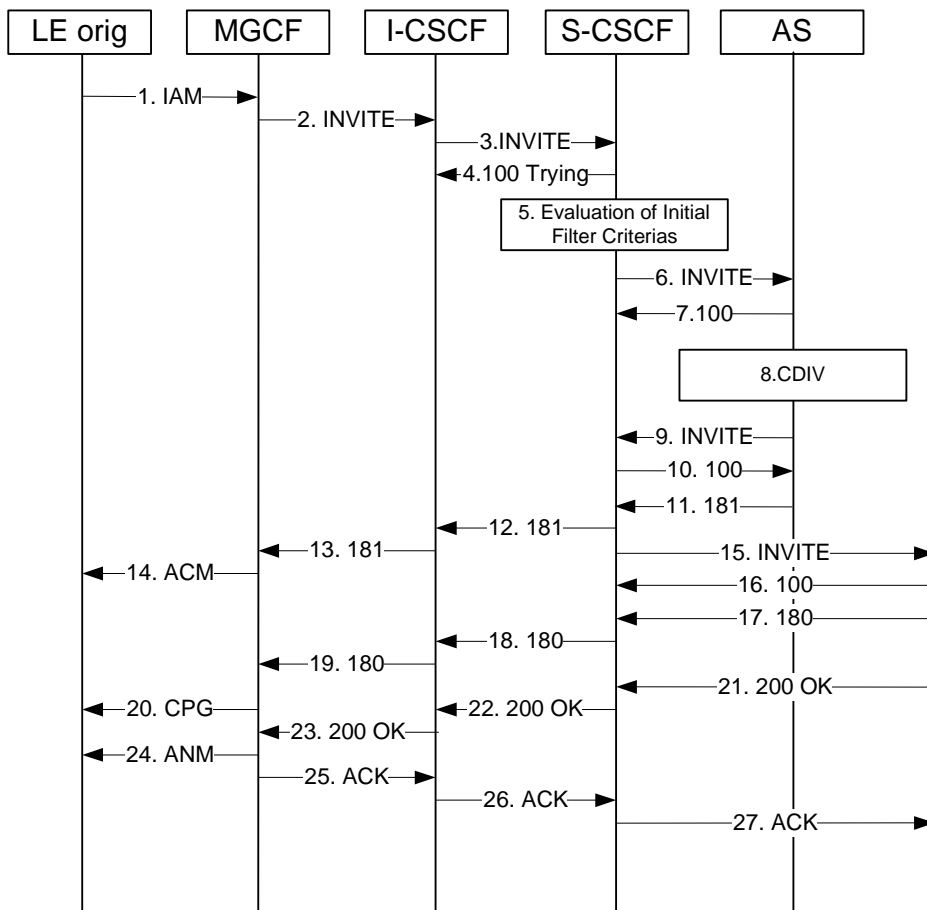 LE orig
MGCF
I-CSCF
S-CSCF
AS
1. IAM
2. INVITE
3.INVITE
4.100 Trying
5. Evaluation of Initial
Filter Criterias
6. INVITE
7.100
8.CDIV
9. INVITE
10. 100
11. 181
12. 181
13. 181
15. INVITE
14. ACM
16. 100
17. 180
18. 180
19. 180
21. 200 OK
20. CPG
22. 200 OK
23. 200 OK
24. ANM
25. ACK
26. ACK
27. ACK